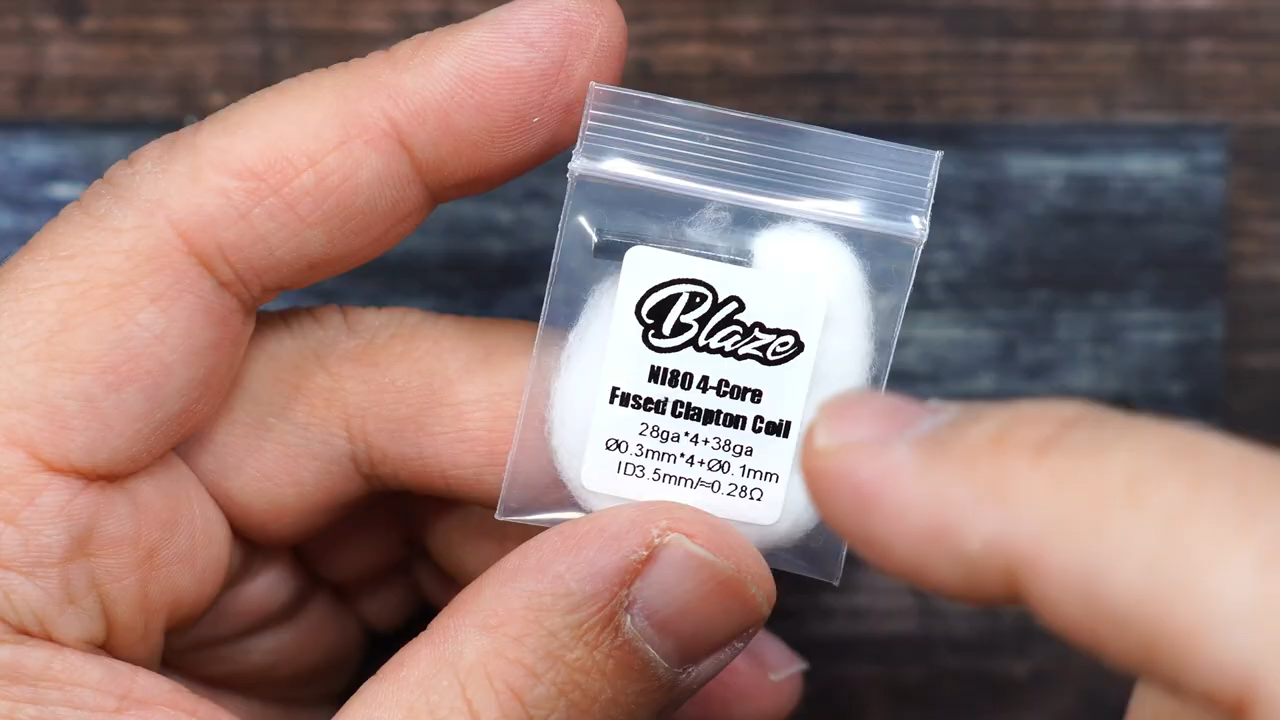 Blaze
NI80 4-Core
Fused Clapton Coil
28ga*4+38ga
Ø0.3mm*4+Ø0.1mm
ID3.5mm/≈0.28Ω